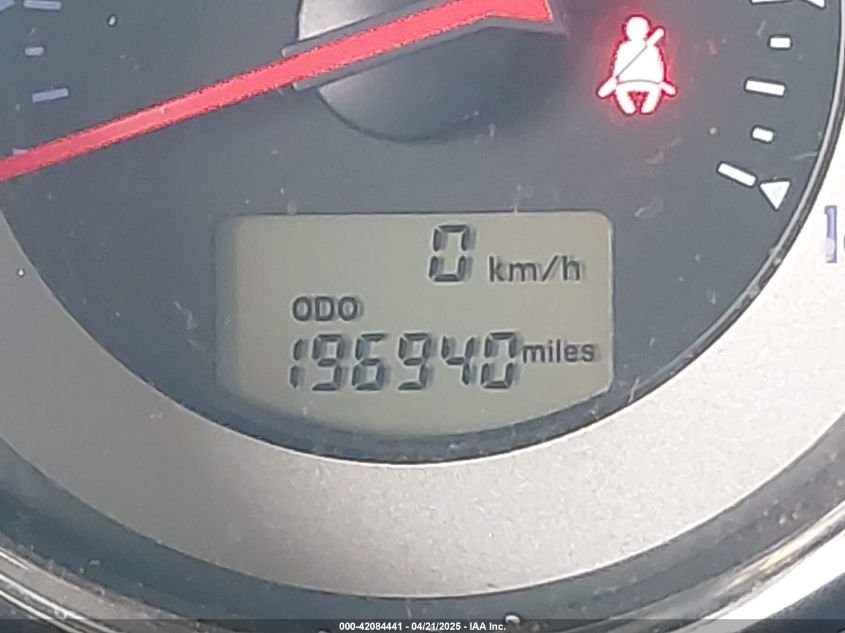 0 km/h
ODO
196940 miles
000-42084441 - 04/21/2025 - IAA Inc.